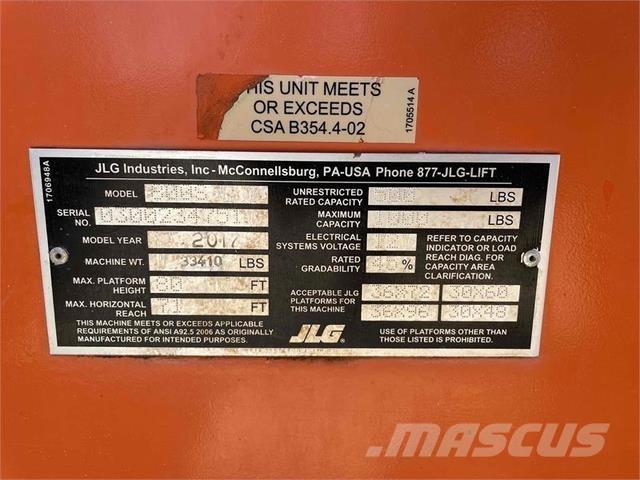 HIS UNIT MEETS
OR EXCEEDS
CSA B354.4-02
1705514 A
1706948A
JLG Industries, Inc - McConnellsburg, PA-USA Phone 877-JLG-LIFT
MODEL
SERIAL NO.
MODEL YEAR 2017
MACHINE WT. 33410 LBS
MAX. PLATFORM HEIGHT 80 FT
MAX. HORIZONTAL REACH 71 FT
THIS MACHINE MEETS OR EXCEEDS APPLICABLE
REQUIREMENTS OF ANSI A92.5 2006 AS ORIGINALLY
MANUFACTURED FOR INTENDED PURPOSES.
UNRESTRICTED RATED CAPACITY LBS
MAXIMUM CAPACITY LBS
ELECTRICAL SYSTEMS VOLTAGE
RATED GRADABILITY %
REFER TO CAPACITY
INDICATOR OR LOAD
REACH DIAG. FOR
CAPACITY AREA
CLARIFICATION.
ACCEPTABLE JLG
PLATFORMS FOR
THIS MACHINE
36X72 30X60
36X96 30X48
JLG®
USE OF PLATFORMS OTHER THAN
THOSE LISTED IS PROHIBITED.
MASCUS